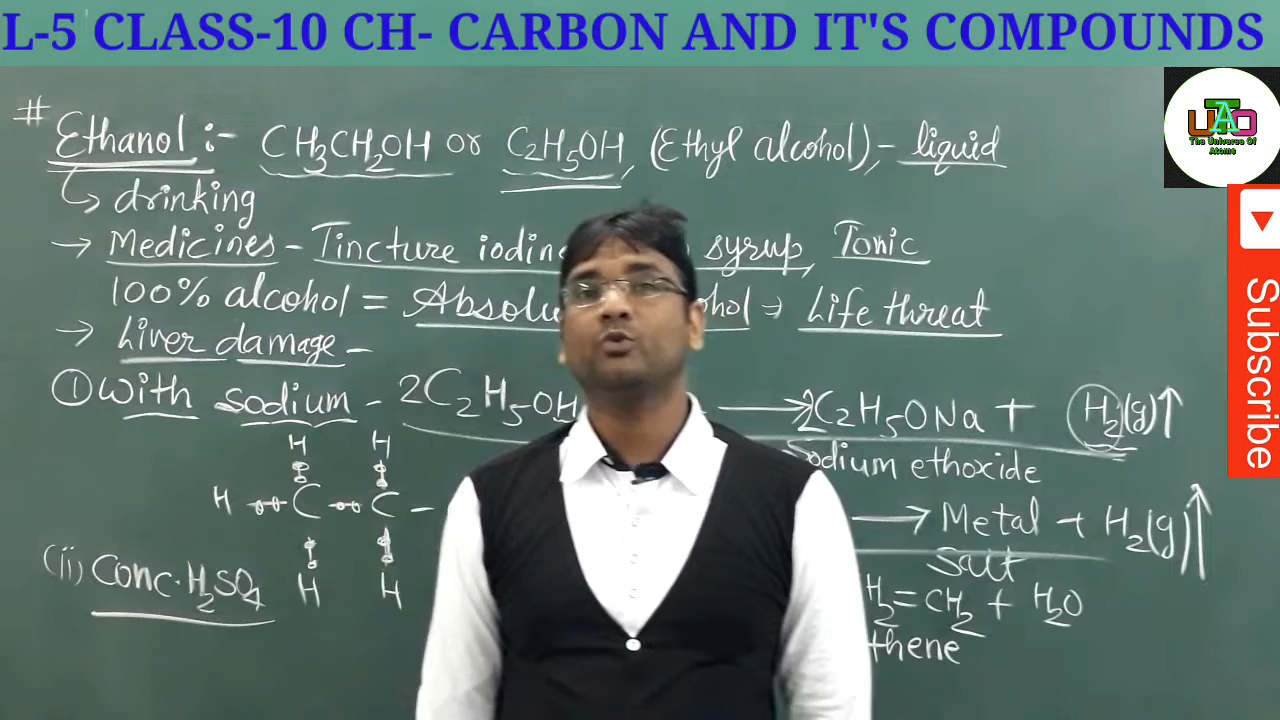 L-5 CLASS-10 CH- CARBON AND IT'S COMPOUNDS
UTAO
The Universe Of
Atoms
Subscribe
# Ethanol :- CH3CH2OH or C2H5OH, (Ethyl alcohol),- liquid
↳ drinking
→ Medicines - Tincture syrup, Tonic
100% alcohol = → Life threat
→ Liver damage -
① With sodium - 2C2H5OH → 2C2H5ONa + H2(g)↑
Sodium ethoxide
H H
H C C -
H H
→ Metal + H2(g)↑
Salt
(ii) Conc. H2SO4 H2=CH2 + H2O